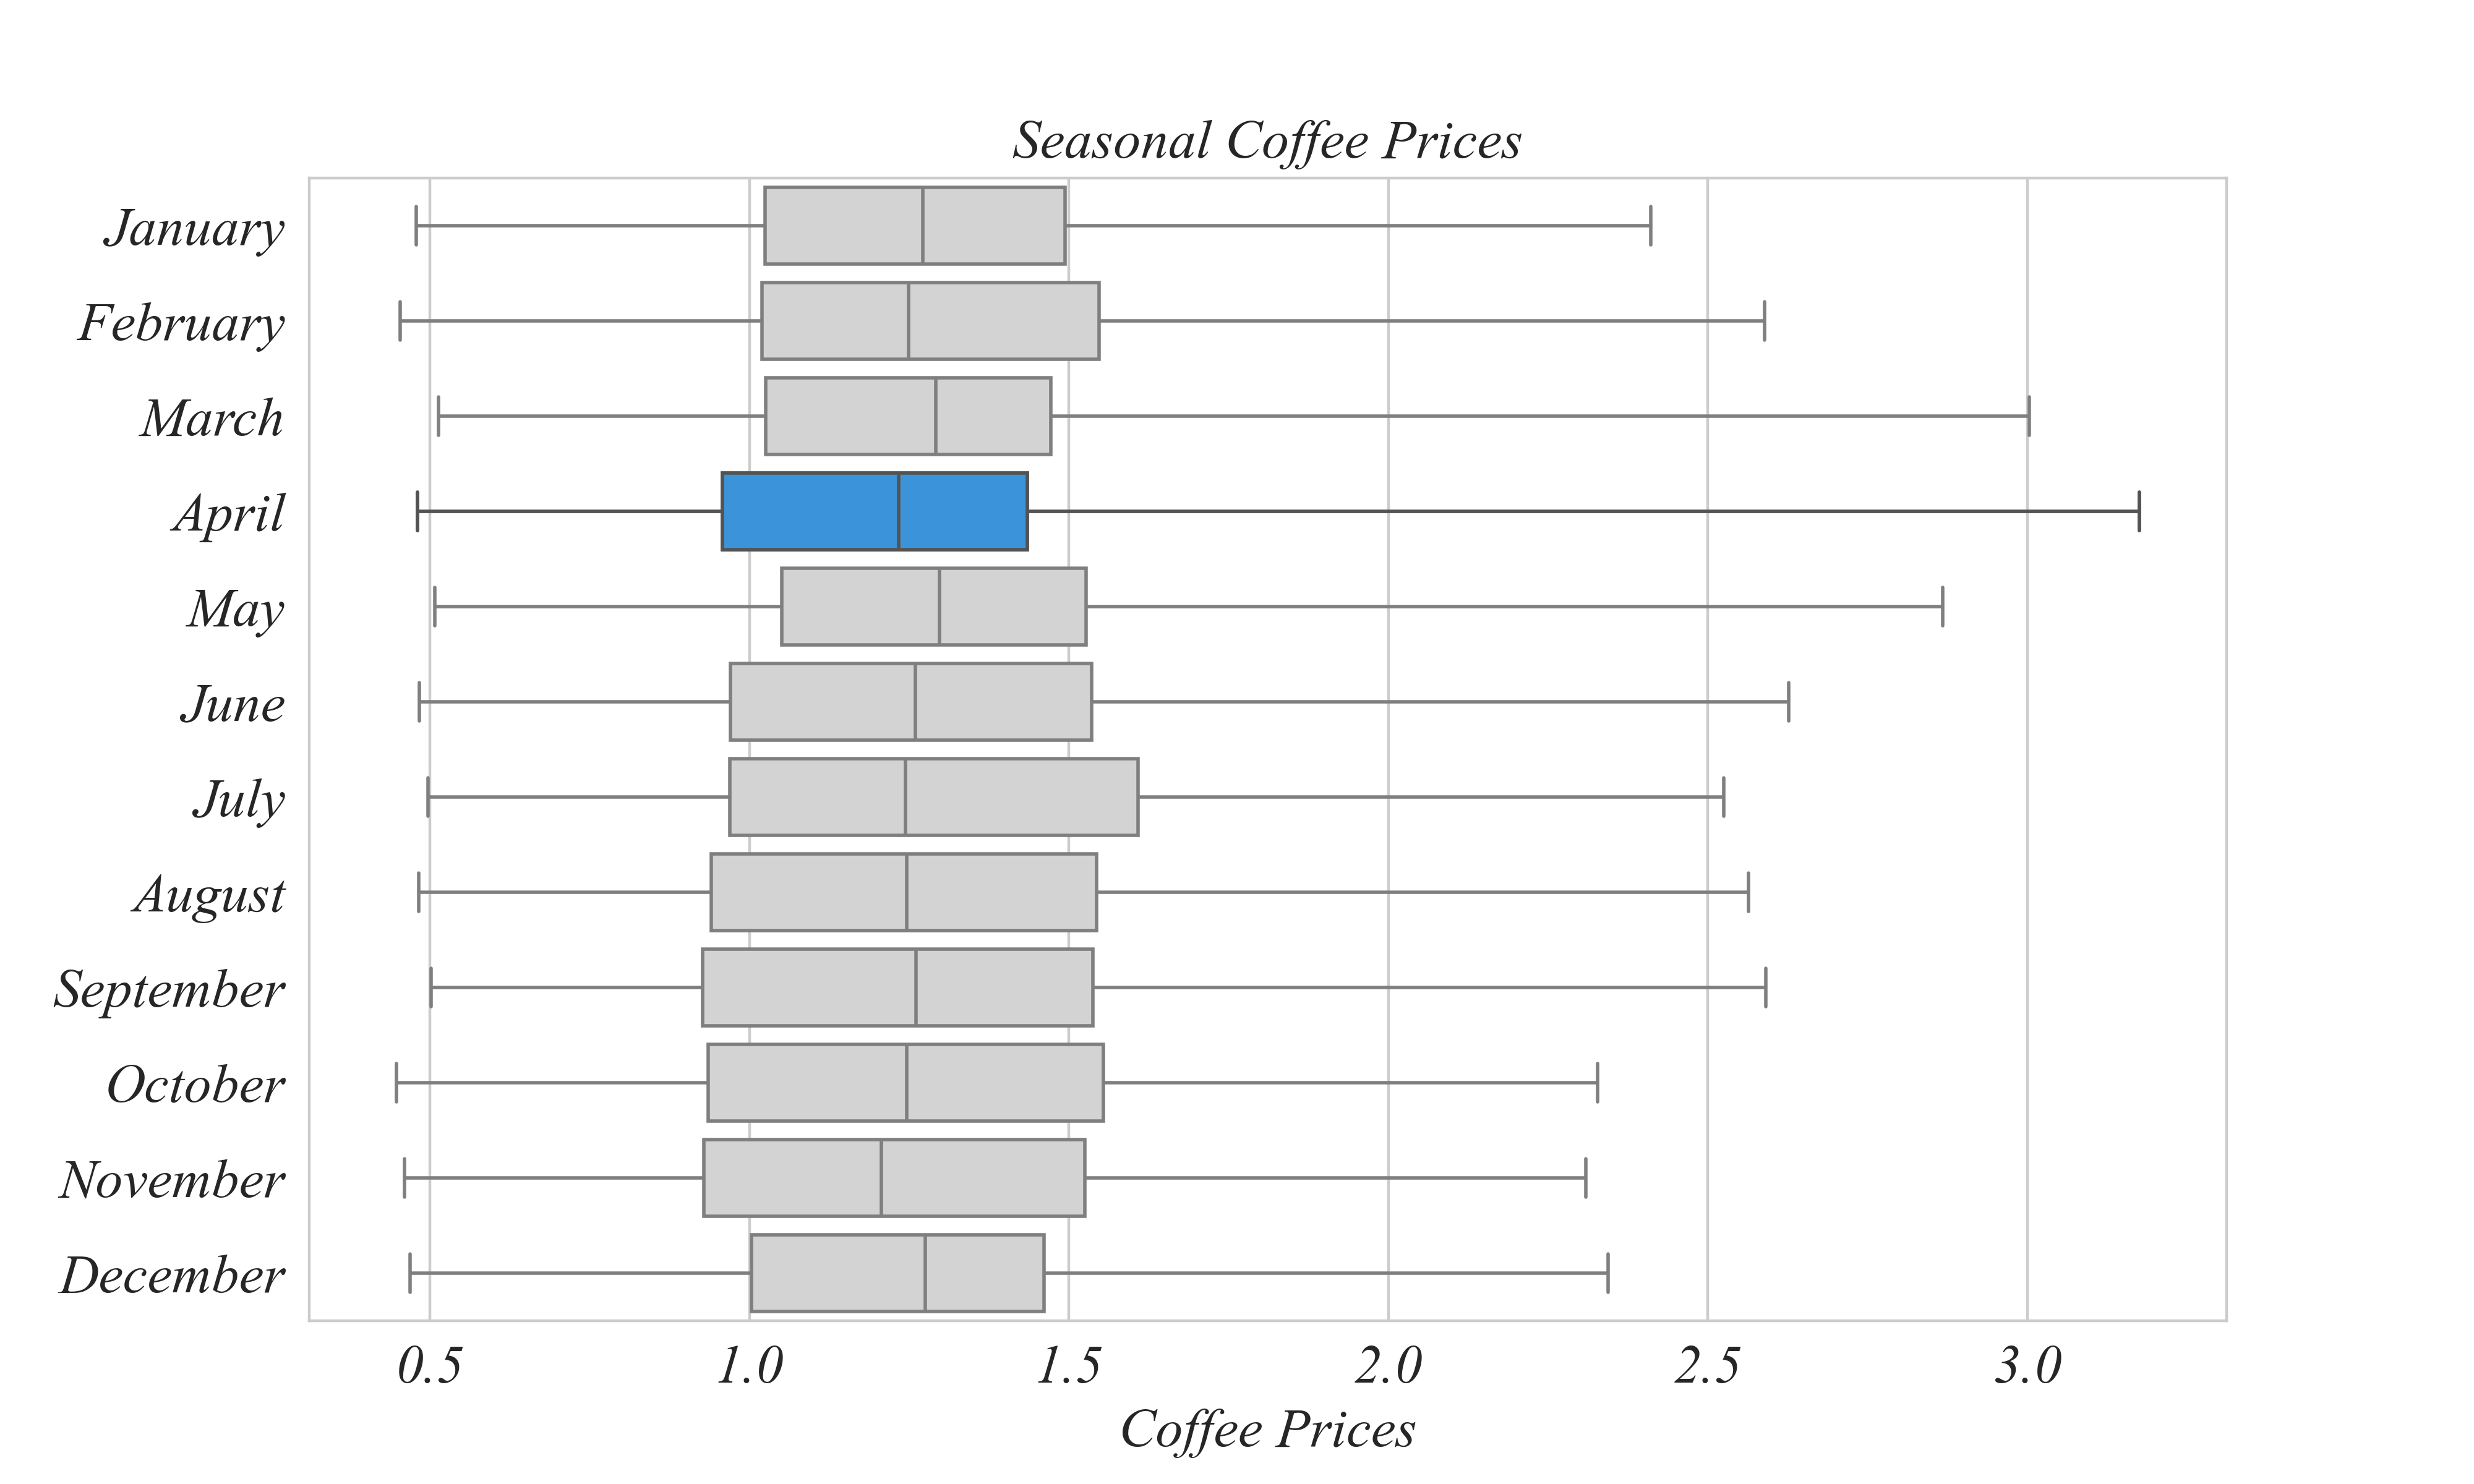 Seasonal Coffee Prices
January
February
March
April
May
June
July
August
September
October
November
December
0.5 1.0 1.5 2.0 2.5 3.0
Coffee Prices